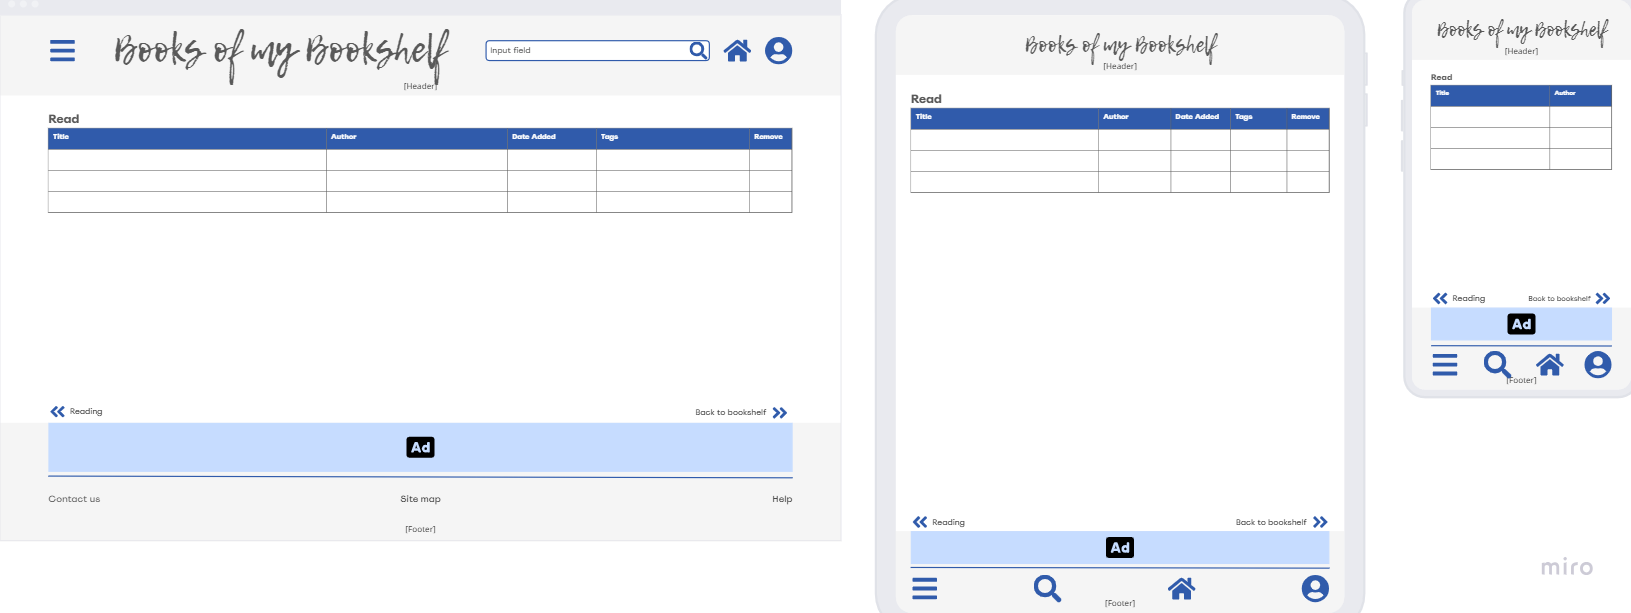 Books of my Bookshelf
Input field
[Header]
Read
Title Author Date Added Tags Remove
Reading
Back to bookshelf
Ad
Contact us Site map Help
[Footer]
Books of my Bookshelf
[Header]
Read
Title Author Date Added Tags Remove
Reading
Back to bookshelf
Ad
[Footer]
Books of my Bookshelf
[Header]
Read
Title Author
Reading
Back to bookshelf
Ad
[Footer]
miro